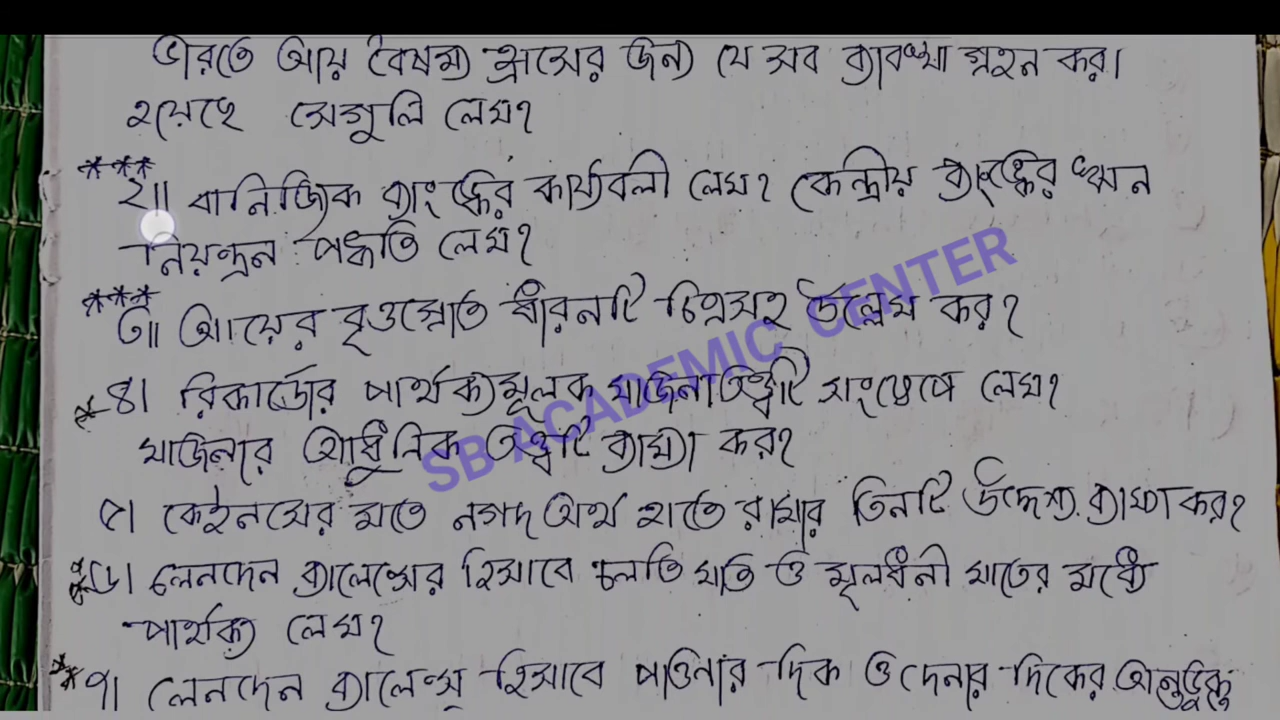 ভারতে আয় বৈষম্য হ্রাসের জন্য যে সব ব্যবস্থা গ্রহন করা
হয়েছে সেগুলি লেখ?
*** ২॥ বানিজ্যিক ব্যাংঙ্কের কার্যাবলী লেখ? কেন্দ্রীয় ব্যাংঙ্কের ঋন
নিয়ন্ত্রন পদ্ধতি লেখ?
*** ৩॥ আয়ের বৃত্তস্রোত ধারনটি চিত্রসহ উল্লেখ কর?
* ৪। রিকার্ডোর পার্থক্যমূলক খাজনাতত্ত্বটি সংক্ষেপে লেখ?
খাজনার আধুনিক তত্ত্বটি ব্যাখ্যা কর?
৫। কেইনসের মতে নগদ অর্থ হাতে রাখার তিনটি উদ্দেশ্য ব্যাখ্যা কর?
৬। লেনদেন ব্যালেন্সের হিসাবে চলতি খাত ও মূলধনী খাতের মধ্যে
পার্থক্য লেখ?
** ৭। লেনদেন ব্যালেন্স হিসাবে পাওনার দিক ও দেনার দিকের অন্তর্ভুক্ত
SB ACADEMIC CENTER